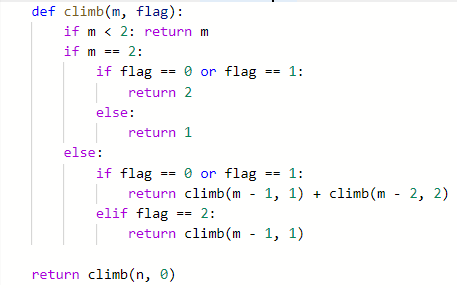 def climb(m, flag):
    if m < 2: return m
    if m == 2:
        if flag == 0 or flag == 1:
            return 2
        else:
            return 1
    else:
        if flag == 0 or flag == 1:
            return climb(m - 1, 1) + climb(m - 2, 2)
        elif flag == 2:
            return climb(m - 1, 1)

return climb(n, 0)